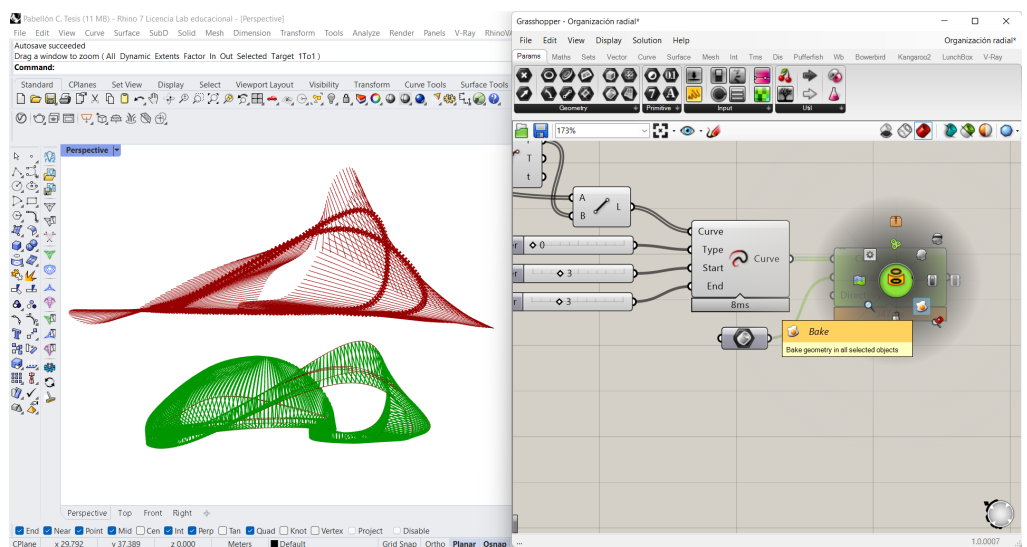 Pabellón C. Tesis (11 MB) - Rhino 7 Licencia Lab educacional - [Perspective]
File Edit View Curve Surface SubD Solid Mesh Dimension Transform Tools Analyze Render Panels V-Ray RhinoVA
Autosave succeeded
Drag a window to zoom ( All Dynamic Extents Factor In Out Selected Target 1To1 )
Command:
Standard CPlanes Set View Display Select Viewport Layout Visibility Transform Curve Tools Surface Tools
Perspective
Perspective Top Front Right
End Near Point Mid Cen Int Perp Tan Quad Knot Vertex Project Disable
CPlane x 29.792 y 37.389 z 0.000 Meters Default Grid Snap Ortho Planar Osnap
Grasshopper - Organización radial*
File Edit View Display Solution Help Organización radial*
Params Maths Sets Vector Curve Surface Mesh Int Trns Dis Pufferfish Wb Bowerbird Kangaroo2 LunchBox V-Ray
Geometry Primitive Input Util
173%
T
t
A
B
L
r 0
r 3
r 3
Curve
Type
Start
End
Curve
8ms
Bake
Bake geometry in all selected objects
1.0.0007